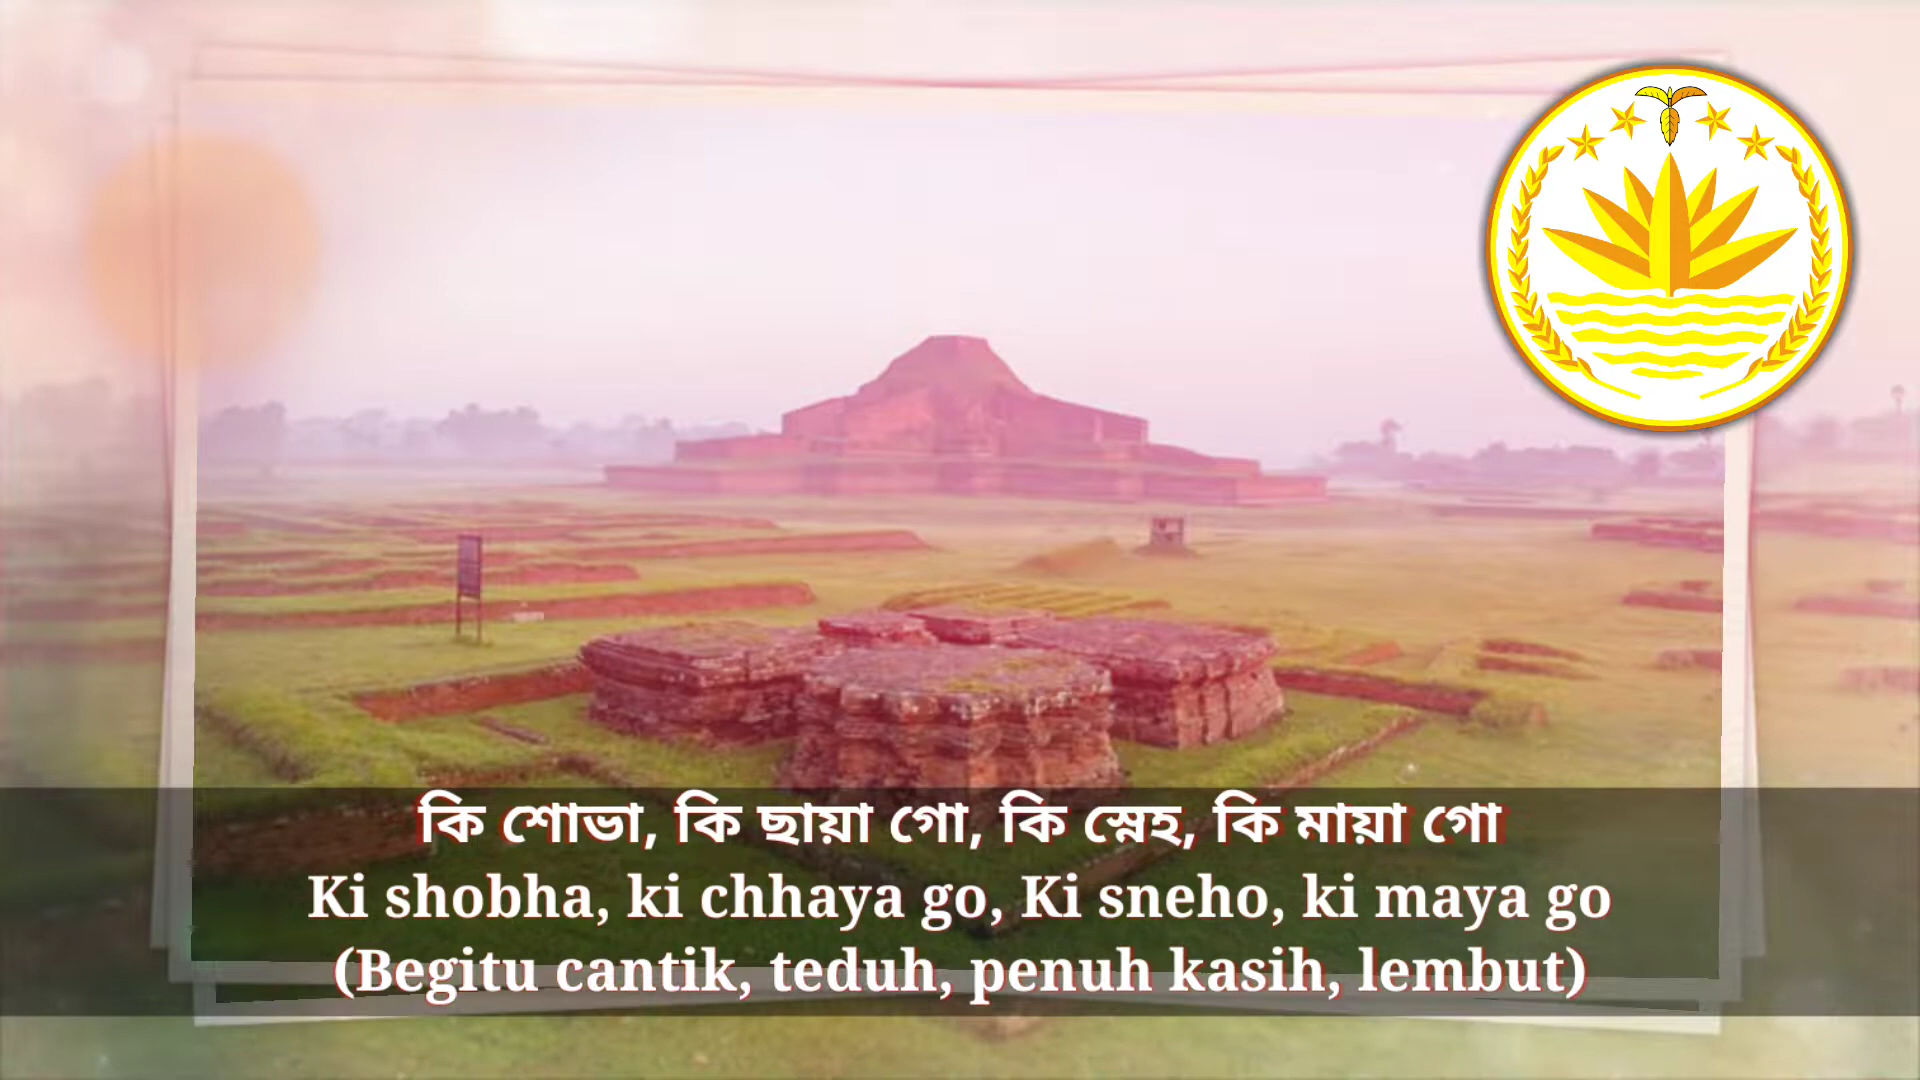 কি শোভা, কি ছায়া গো, কি স্নেহ, কি মায়া গো
Ki shobha, ki chhaya go, Ki sneho, ki maya go
(Begitu cantik, teduh, penuh kasih, lembut)